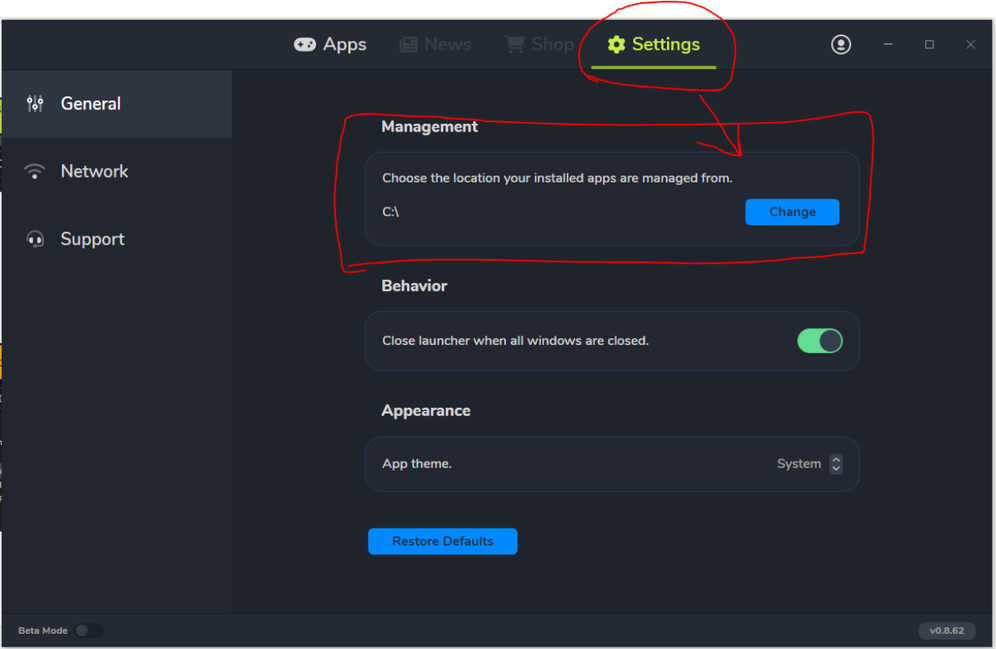 Apps News Shop Settings
General
Network
Support
Management
Choose the location your installed apps are managed from.
C:\
Change
Behavior
Close launcher when all windows are closed.
Appearance
App theme.
System
Restore Defaults
Beta Mode
v0.8.62